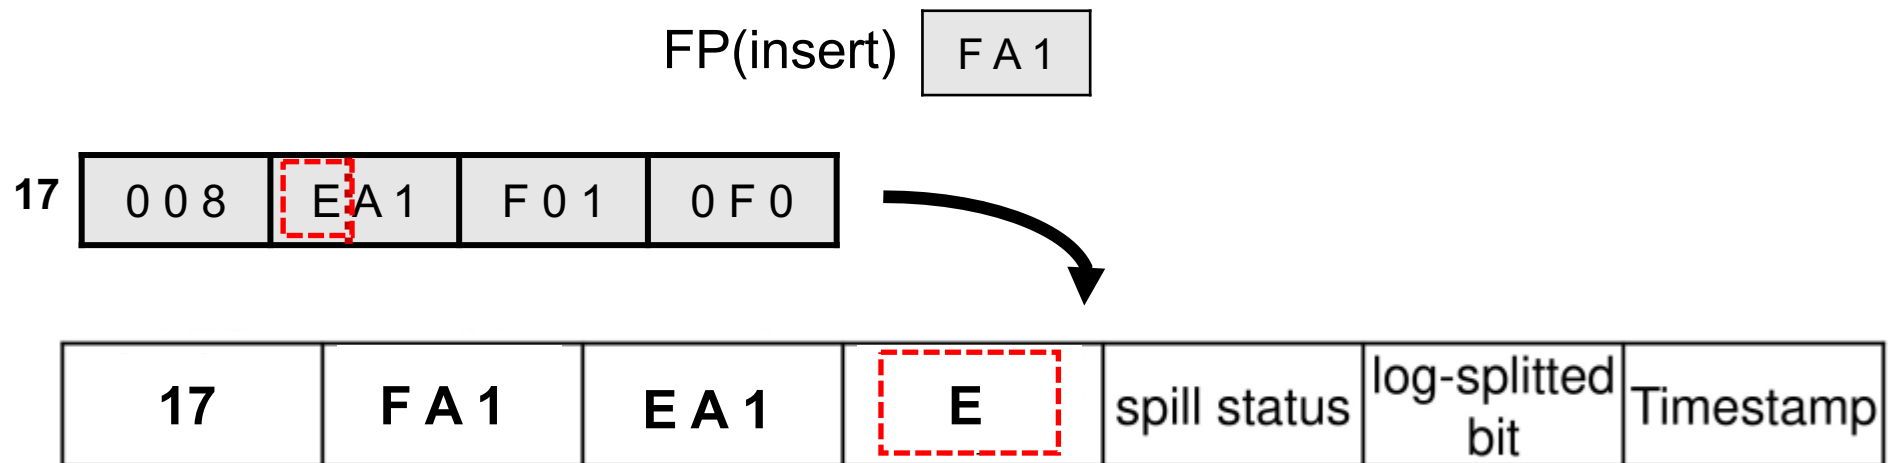 FP(insert) F A 1
17 0 0 8 E A 1 F 0 1 0 F 0
17 F A 1 E A 1 E spill status log-splitted bit Timestamp